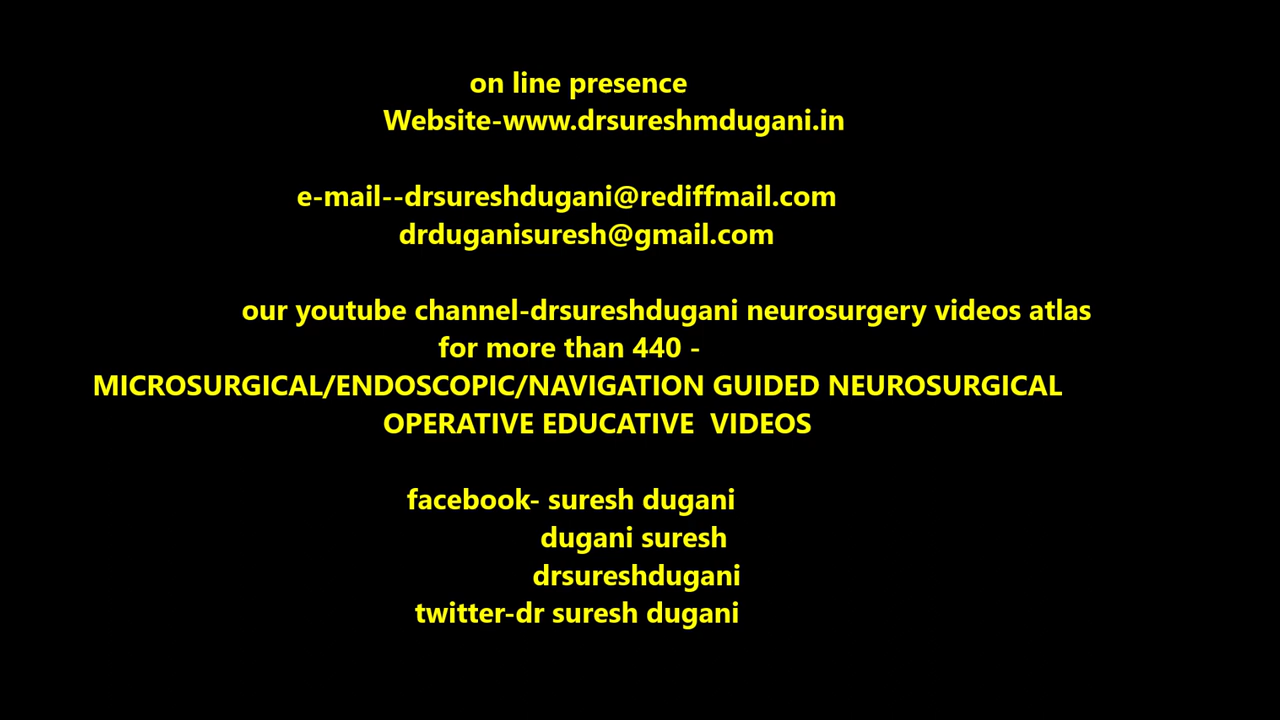 on line presence
Website-www.drsureshmdugani.in
e-mail--drsureshdugani@rediffmail.com
drduganisuresh@gmail.com
our youtube channel-drsureshdugani neurosurgery videos atlas
for more than 440 -
MICROSURGICAL/ENDOSCOPIC/NAVIGATION GUIDED NEUROSURGICAL
OPERATIVE EDUCATIVE  VIDEOS
facebook- suresh dugani
dugani suresh
drsureshdugani
twitter-dr suresh dugani